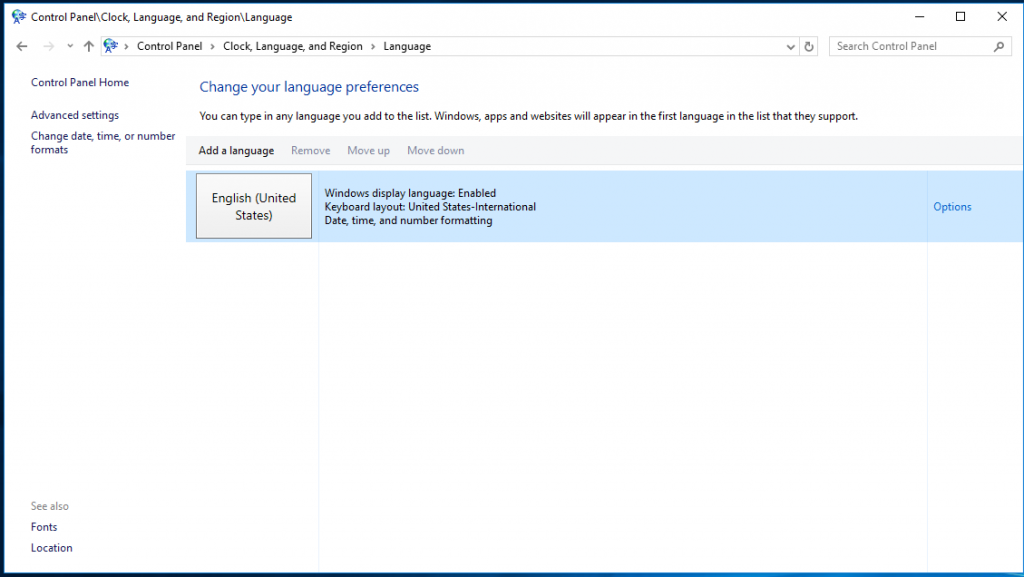 Control Panel\Clock, Language, and Region\Language
Control Panel > Clock, Language, and Region > Language
Search Control Panel
Control Panel Home
Advanced settings
Change date, time, or number
formats
Change your language preferences
You can type in any language you add to the list. Windows, apps and websites will appear in the first language in the list that they support.
Add a language Remove Move up Move down
English (United
States)
Windows display language: Enabled
Keyboard layout: United States-International
Date, time, and number formatting
Options
See also
Fonts
Location